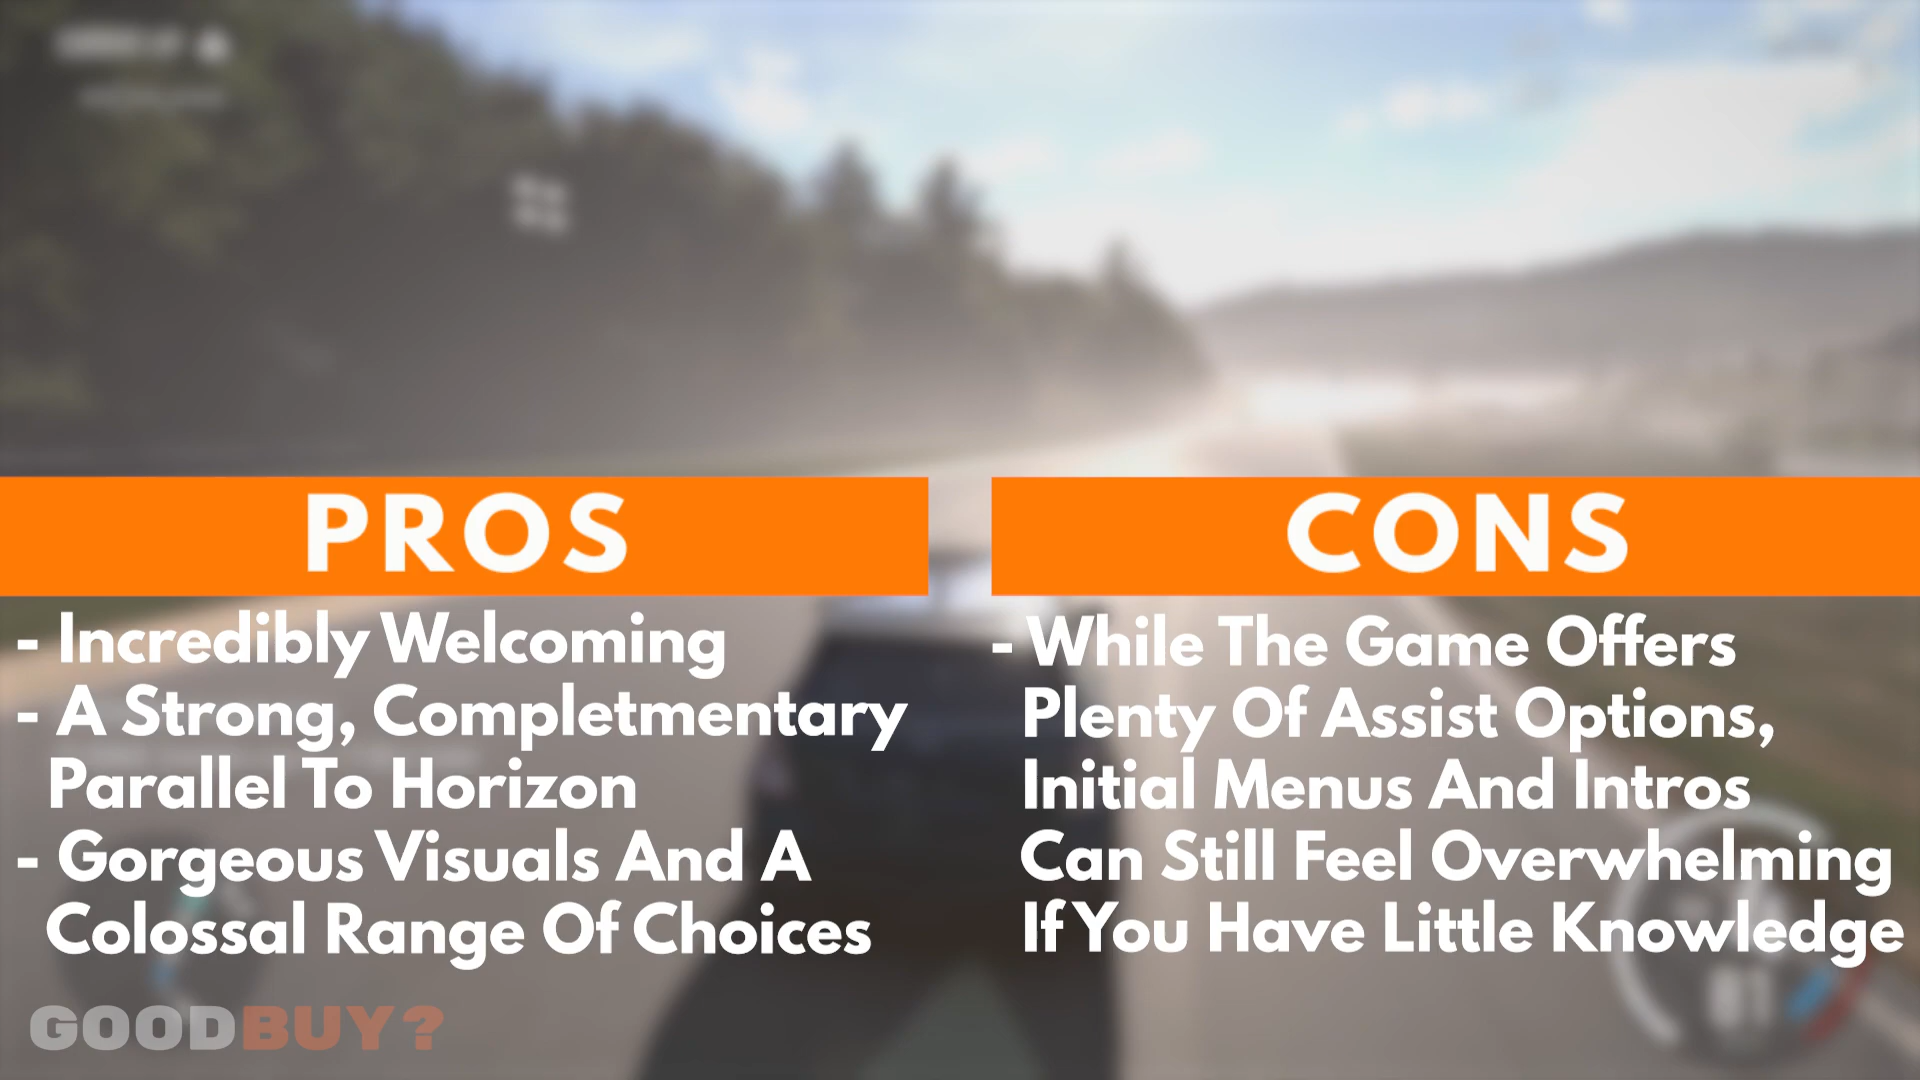 PROS
- Incredibly Welcoming
- A Strong, Completmentary
Parallel To Horizon
- Gorgeous Visuals And A
Colossal Range Of Choices
CONS
- While The Game Offers
Plenty Of Assist Options,
Initial Menus And Intros
Can Still Feel Overwhelming
If You Have Little Knowledge
GOODBUY?
81